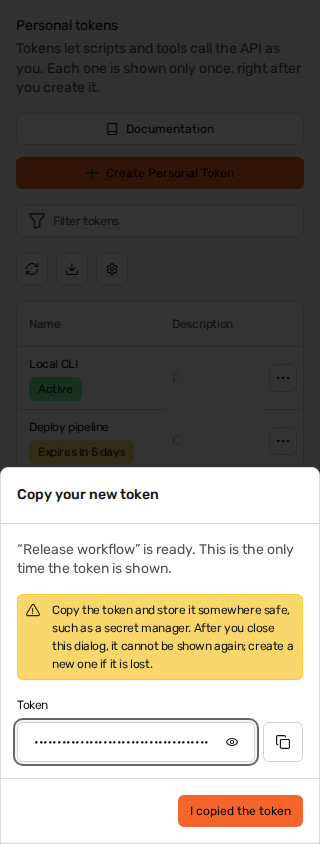 Personal tokens
Tokens let scripts and tools call the API as
you. Each one is shown only once, right after
you create it.
Documentation
Create Personal Token
Filter tokens
Name Description
Local CLI
Active
D
Deploy pipeline
Expires in 5 days
Copy your new token
“Release workflow” is ready. This is the only
time the token is shown.
Copy the token and store it somewhere safe,
such as a secret manager. After you close
this dialog, it cannot be shown again; create a
new one if it is lost.
Token
I copied the token